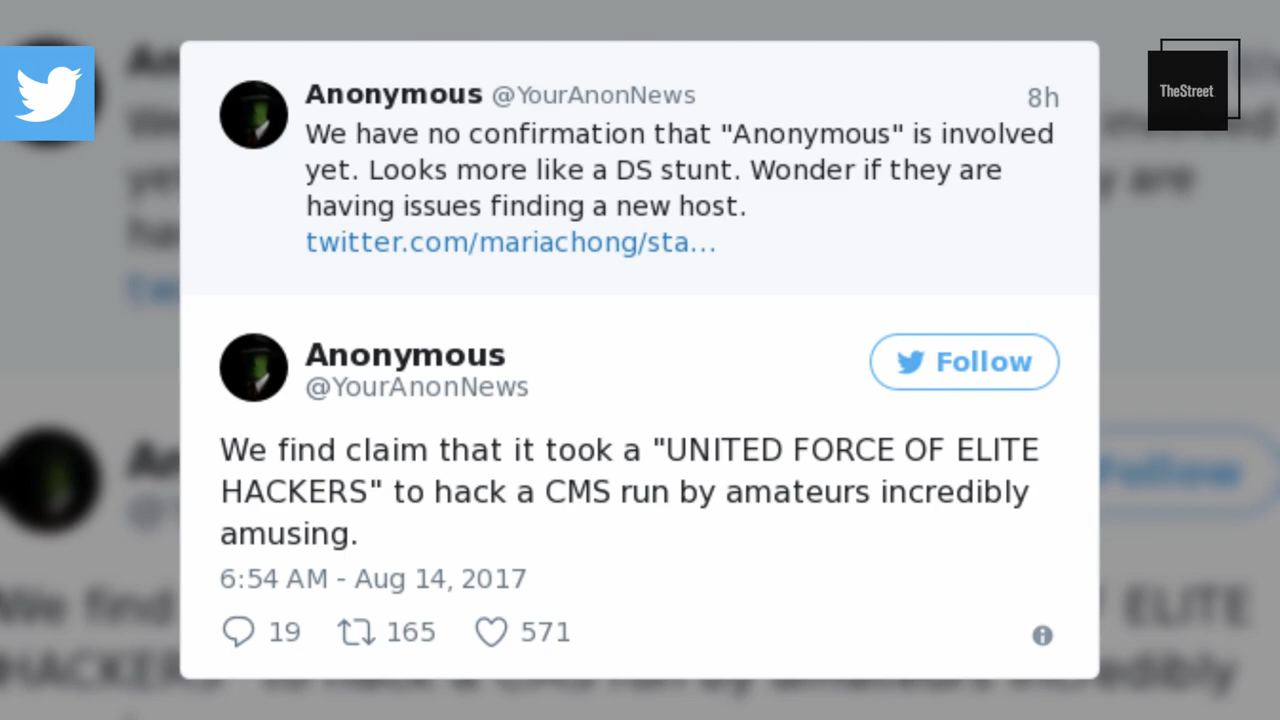 Anonymous @YourAnonNews 8h
We have no confirmation that "Anonymous" is involved
yet. Looks more like a DS stunt. Wonder if they are
having issues finding a new host.
twitter.com/mariachong/sta...
TheStreet
Anonymous
@YourAnonNews
Follow
We find claim that it took a "UNITED FORCE OF ELITE
HACKERS" to hack a CMS run by amateurs incredibly
amusing.
6:54 AM - Aug 14, 2017
19 165 571